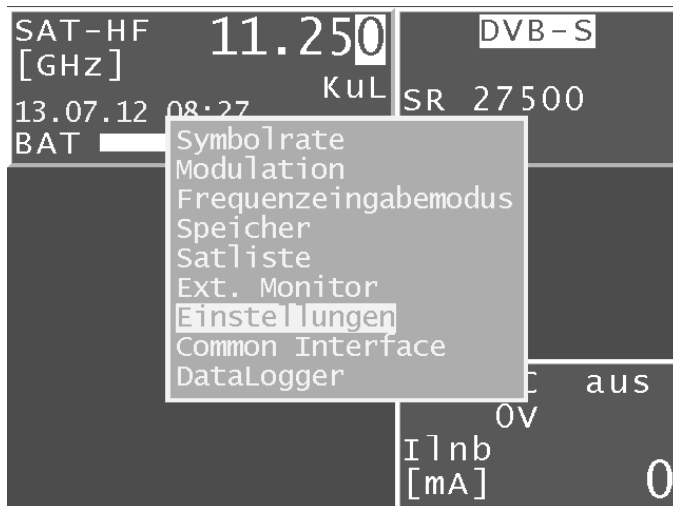 SAT-HF 11.250
[GHz]
KuL
13.07.12 08:27
BAT
DVB-S
SR 27500
Symbolrate
Modulation
Frequenzeingabemodus
Speicher
Satliste
Ext. Monitor
Einstellungen
Common Interface
DataLogger
C aus
0V
Ilnb
[mA] 0